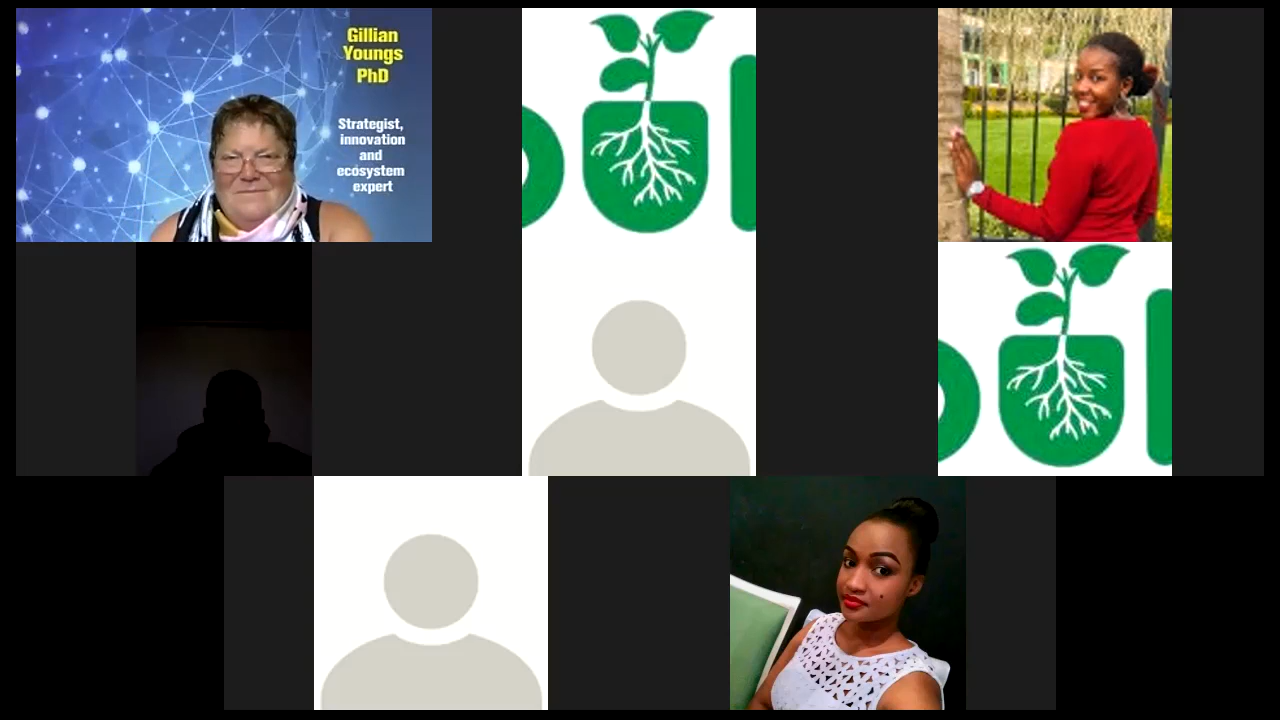 Gillian
Youngs
PhD
Strategist,
innovation
and
ecosystem
expert